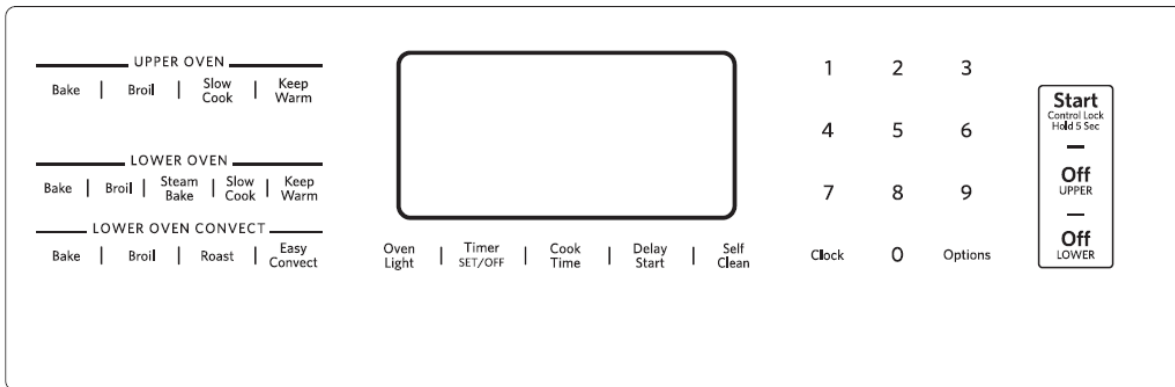 UPPER OVEN
Bake | Broil | Slow Cook | Keep Warm
LOWER OVEN
Bake | Broil | Steam Bake | Slow Cook | Keep Warm
LOWER OVEN CONVECT
Bake | Broil | Roast | Easy Convect
Oven Light | Timer SET/OFF | Cook Time | Delay Start | Self Clean
1 2 3
4 5 6
7 8 9
Clock 0 Options
Start
Control Lock
Hold 5 Sec
Off
UPPER
Off
LOWER